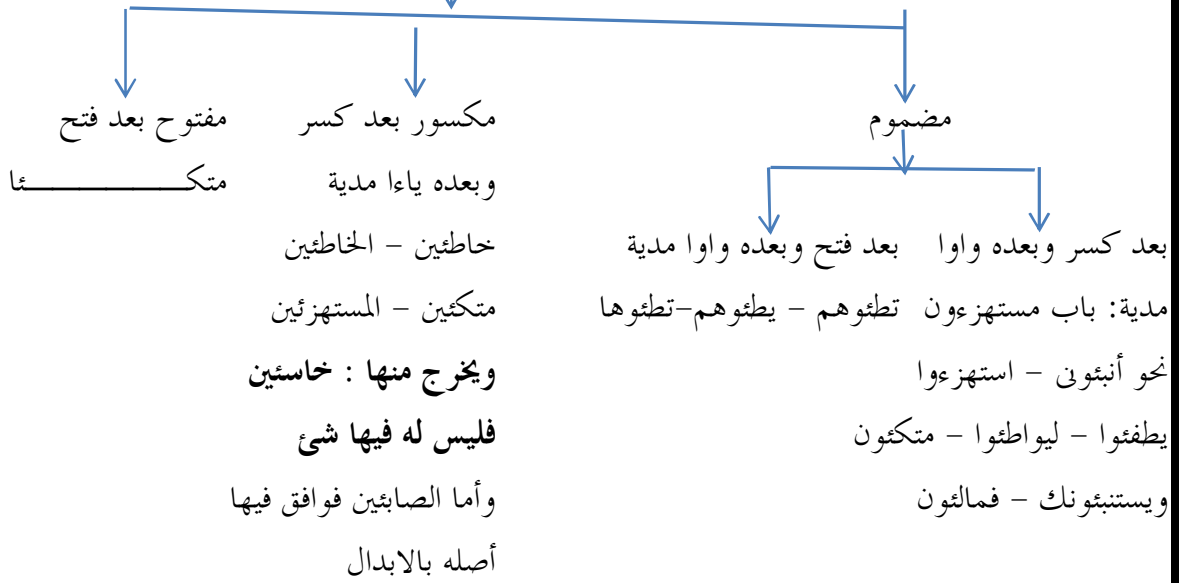 مضموم
بعد كسر وبعده واوا
مدية: باب مستهزءون
نحو أنبئونى – استهزءوا
يطفئوا – ليواطئوا – متكئون
ويستنبئونك – فمالئون
بعد فتح وبعده واوا مدية
تطئوهم – يطئوهم–تطئوها
مكسور بعد كسر
وبعده ياءا مدية
خاطئين – الخاطئين
متكئين – المستهزئين
ويخرج منها : خاسئين
فليس له فيها شئ
وأما الصابئين فوافق فيها
أصله بالابدال
مفتوح بعد فتح
متكـــــــــــــئا